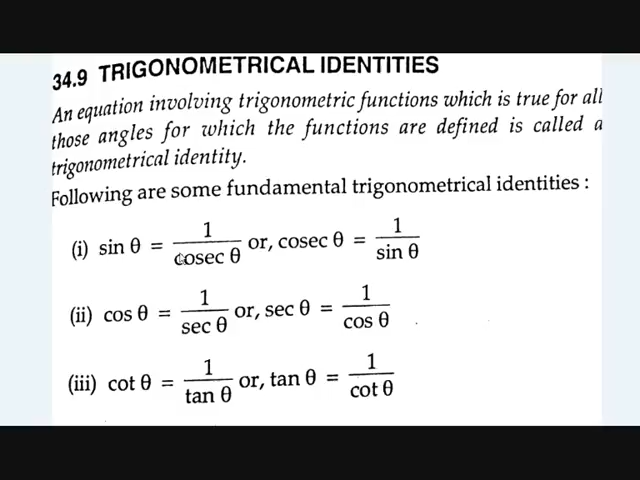 34.9 TRIGONOMETRICAL IDENTITIES
An equation involving trigonometric functions which is true for all
those angles for which the functions are defined is called a
trigonometrical identity.
Following are some fundamental trigonometrical identities :
(i) sin θ = 1/cosec θ or, cosec θ = 1/sin θ
(ii) cos θ = 1/sec θ or, sec θ = 1/cos θ
(iii) cot θ = 1/tan θ or, tan θ = 1/cot θ